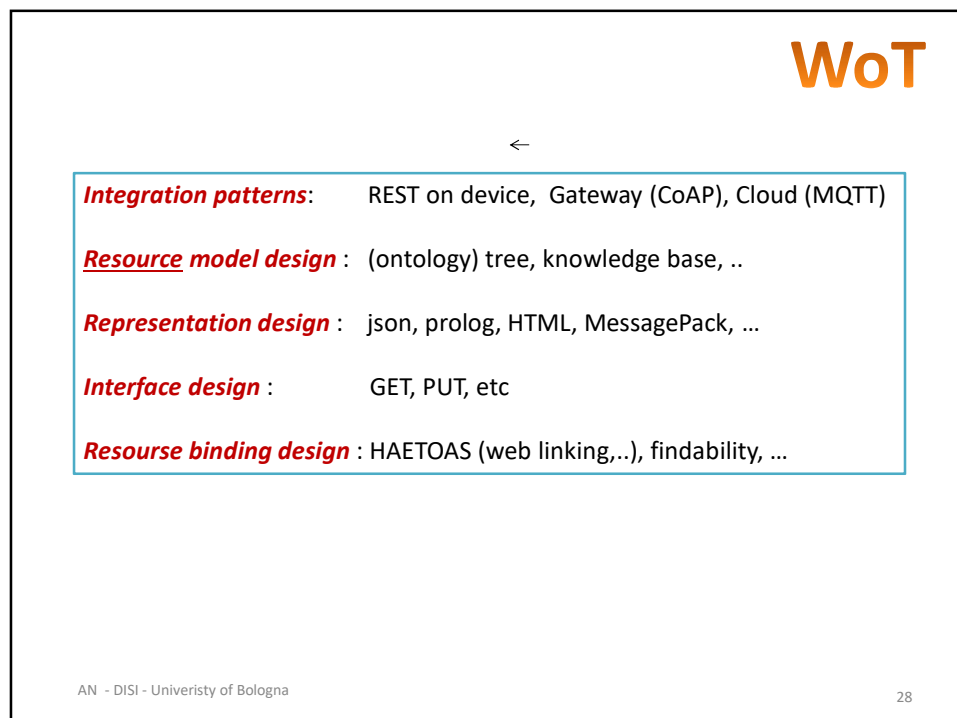 WoT
←
Integration patterns: REST on device, Gateway (CoAP), Cloud (MQTT)
Resource model design : (ontology) tree, knowledge base, ..
Representation design : json, prolog, HTML, MessagePack, …
Interface design : GET, PUT, etc
Resourse binding design : HAETOAS (web linking,..), findability, …
AN - DISI - Univeristy of Bologna
28